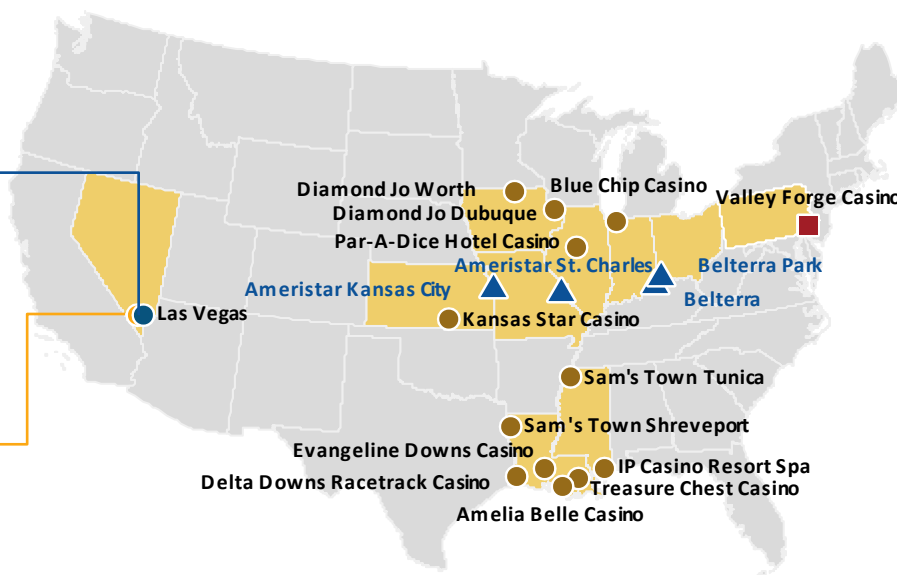 Diamond Jo Worth
Blue Chip Casino
Valley Forge Casino
Diamond Jo Dubuque
Par-A-Dice Hotel Casino
Ameristar St. Charles
Belterra Park
Ameristar Kansas City
Belterra
Las Vegas
Kansas Star Casino
Sam's Town Tunica
Sam's Town Shreveport
Evangeline Downs Casino
IP Casino Resort Spa
Delta Downs Racetrack Casino
Treasure Chest Casino
Amelia Belle Casino